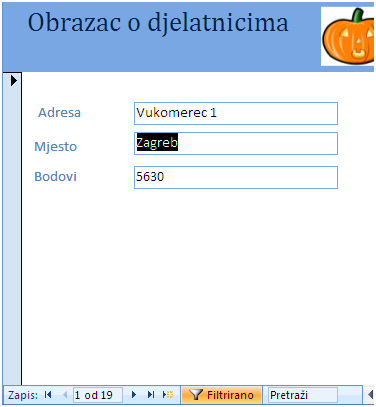 Obrazac o djelatnicima
Adresa Vukomerec 1
Mjesto Zagreb
Bodovi 5630
Zapis: 1 od 19 Filtrirano Pretraži